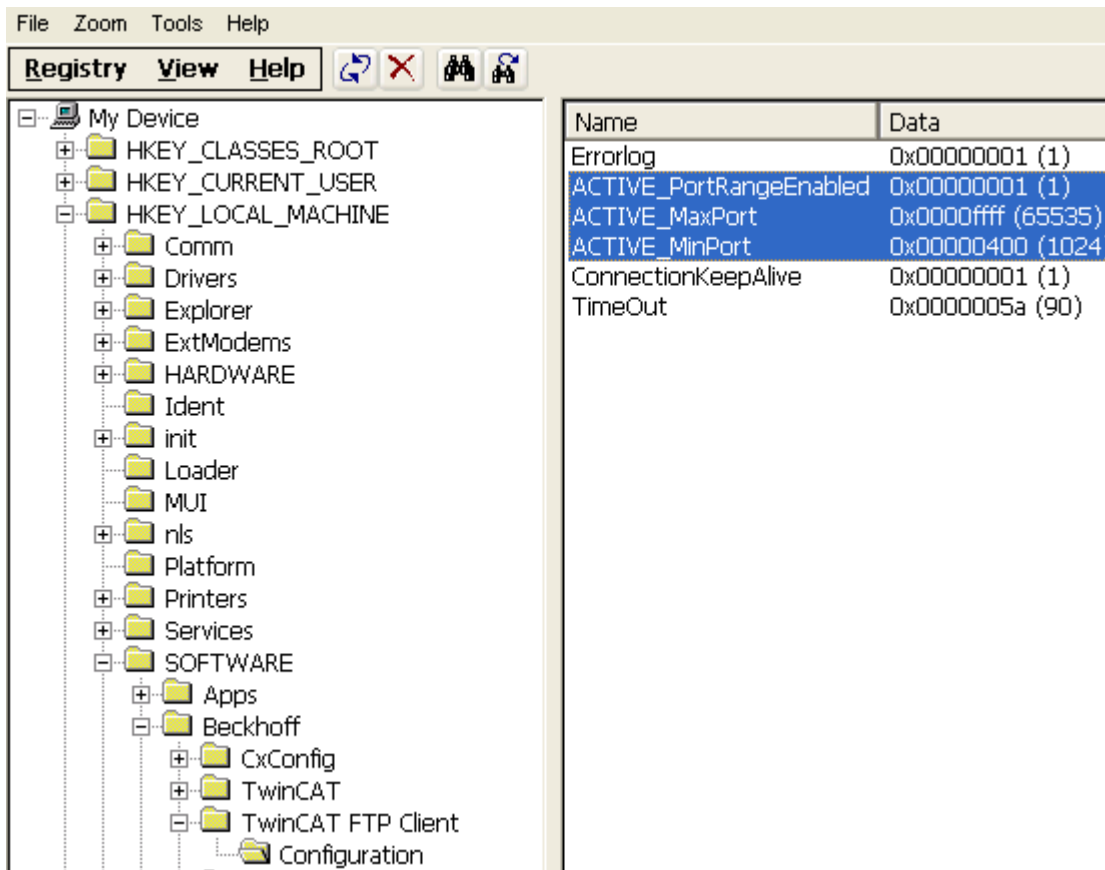 File Zoom Tools Help
Registry View Help
My Device
HKEY_CLASSES_ROOT
HKEY_CURRENT_USER
HKEY_LOCAL_MACHINE
Comm
Drivers
Explorer
ExtModems
HARDWARE
Ident
init
Loader
MUI
nls
Platform
Printers
Services
SOFTWARE
Apps
Beckhoff
CxConfig
TwinCAT
TwinCAT FTP Client
Configuration
Name Data
Errorlog 0x00000001 (1)
ACTIVE_PortRangeEnabled 0x00000001 (1)
ACTIVE_MaxPort 0x0000ffff (65535)
ACTIVE_MinPort 0x00000400 (1024
ConnectionKeepAlive 0x00000001 (1)
TimeOut 0x0000005a (90)